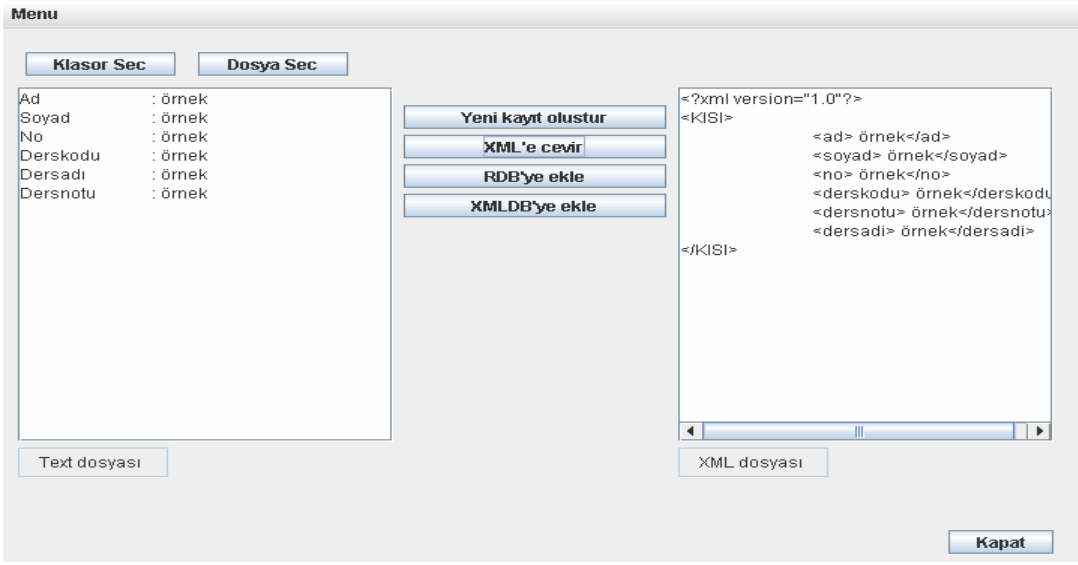 Menu
Klasor Sec
Dosya Sec
Ad : örnek
Soyad : örnek
No : örnek
Derskodu : örnek
Dersadı : örnek
Dersnotu : örnek
Text dosyası
Yeni kayıt olustur
XML'e cevir
RDB'ye ekle
XMLDB'ye ekle
<?xml version="1.0"?>
<KISI>
<ad> örnek</ad>
<soyad> örnek</soyad>
<no> örnek</no>
<derskodu> örnek</derskodu
<dersnotu> örnek</dersnotu>
<dersadi> örnek</dersadi>
</KISI>
XML dosyası
Kapat